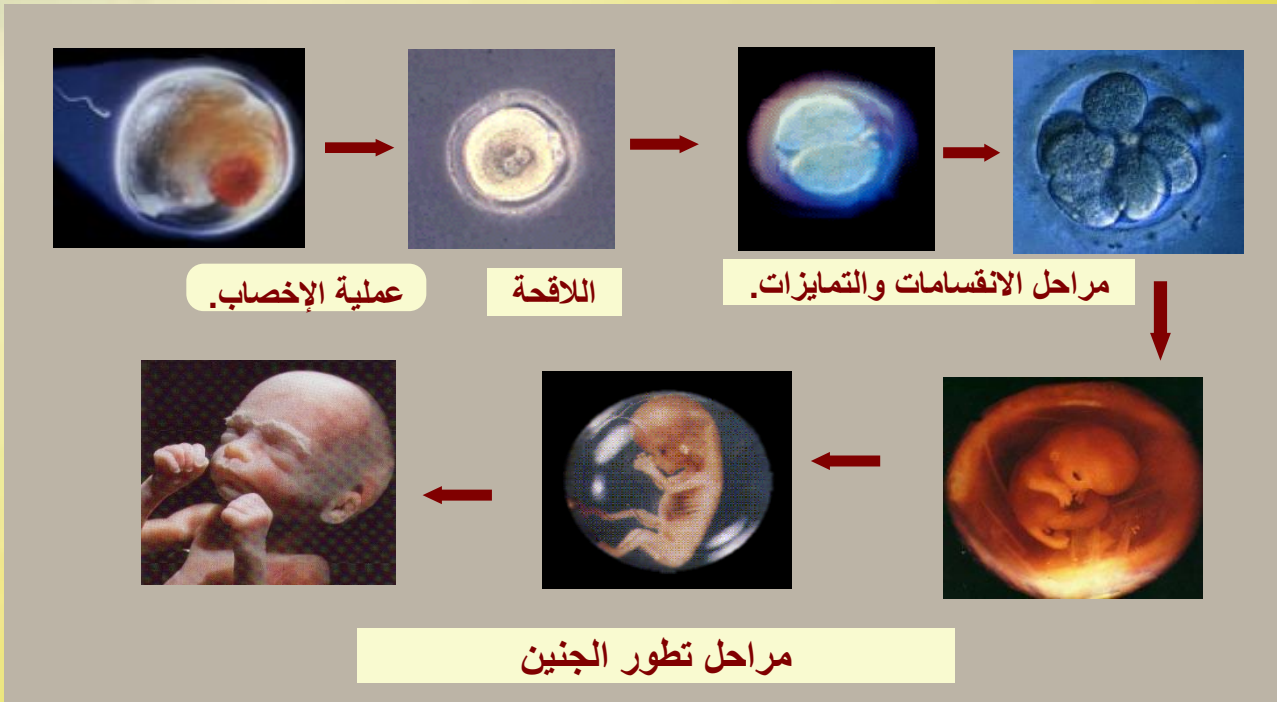 عملية الإخصاب.
اللاقحة
مراحل الانقسامات والتمايزات.
مراحل تطور الجنين